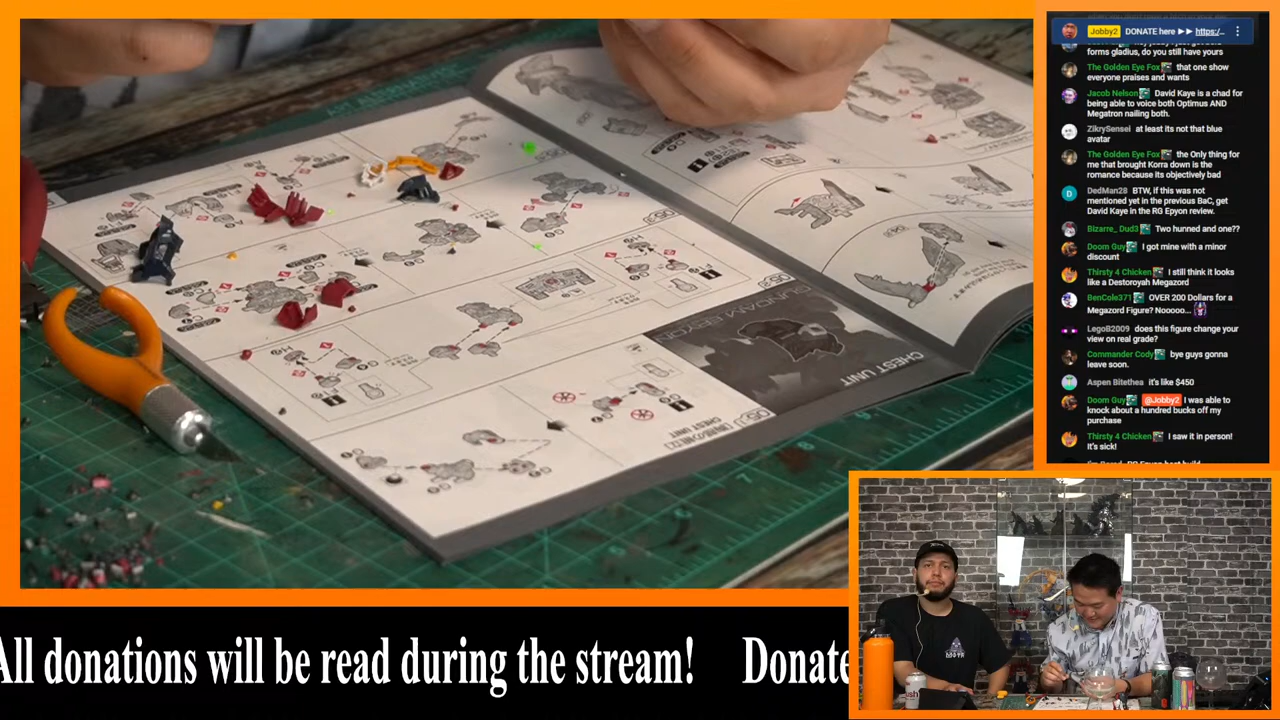 Jobby2 DONATE here ►► https:/...
forms gladius, do you still have yours
The Golden Eye Fox that one show
everyone praises and wants
Jacob Nelson David Kaye is a chad for
being able to voice both Optimus AND
Megatron nailing both.
ZikrySensei at least its not that blue
avatar
The Golden Eye Fox the Only thing for
me that brought Korra down is the
romance because its objectively bad
DedMan28 BTW, if this was not
mentioned yet in the previous BaC, get
David Kaye in the RG Epyon review.
Bizarre_ Dud3 Two hunned and one??
Doom Guy I got mine with a minor
discount
Thirsty 4 Chicken I still think it looks
like a Destoroyah Megazord
BenCole371 OVER 200 Dollars for a
Megazord Figure? Nooooo...
LegoB2009 does this figure change your
view on real grade?
Commander Cody bye guys gonna
leave soon.
Aspen Bitethea it's like $450
Doom Guy @Jobby2 I was able to
knock about a hundred bucks off my
purchase
Thirsty 4 Chicken I saw it in person!
It's sick!
GUNDAM EPYON
CHEST UNIT
CHEST UNIT
All donations will be read during the stream! Donate